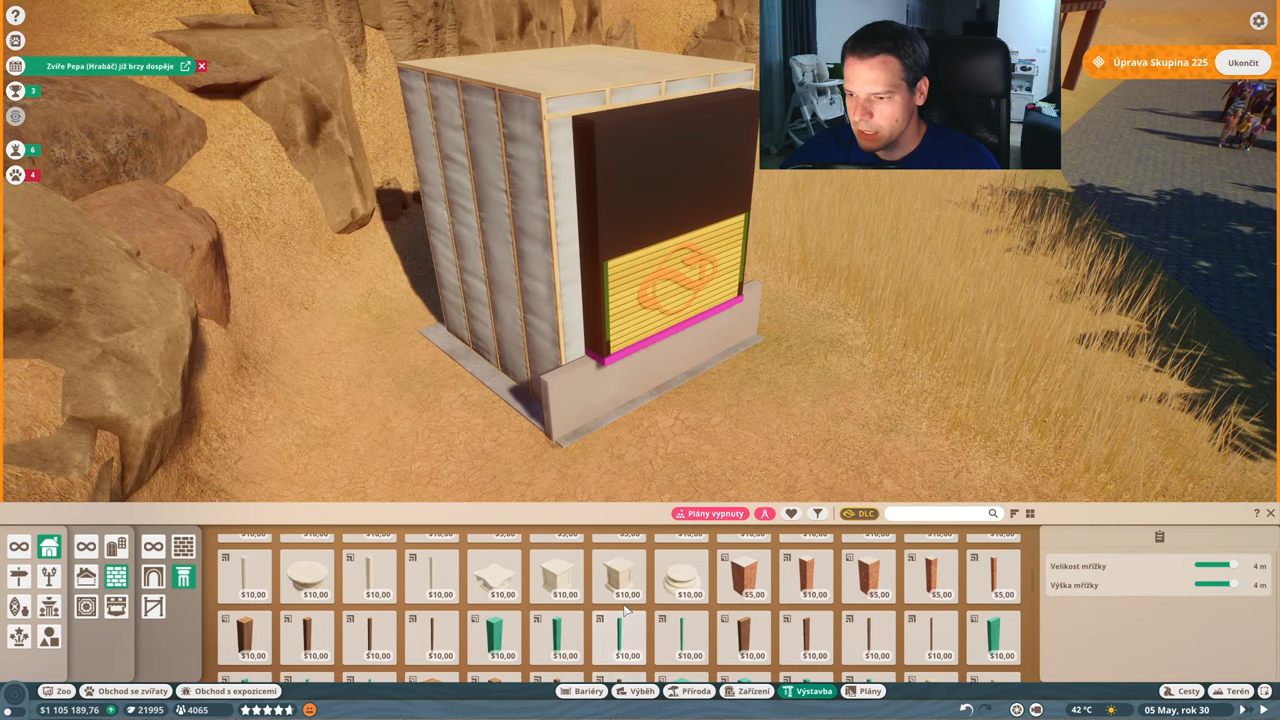 ?
Zvíře Pepa (Hrabáč) již brzy dospěje
3
6
4
Úprava Skupina 225
Ukončit
Plány vypnuty
DLC
?
$10,00 $10,00 $10,00 $10,00 $10,00 $10,00 $10,00 $10,00 $5,00 $10,00 $5,00 $5,00 $5,00
$10,00 $10,00 $10,00 $10,00 $10,00 $10,00 $10,00 $10,00 $10,00 $10,00 $10,00 $10,00 $10,00
Velikost mřížky 4 m
Výška mřížky 4 m
Zoo
Obchod se zvířaty
Obchod s expozicemi
Bariéry
Výběh
Příroda
Zařízení
Výstavba
Plány
Cesty
Terén
$1 105 189,76
21995
4065
42 °C
05 May, rok 30